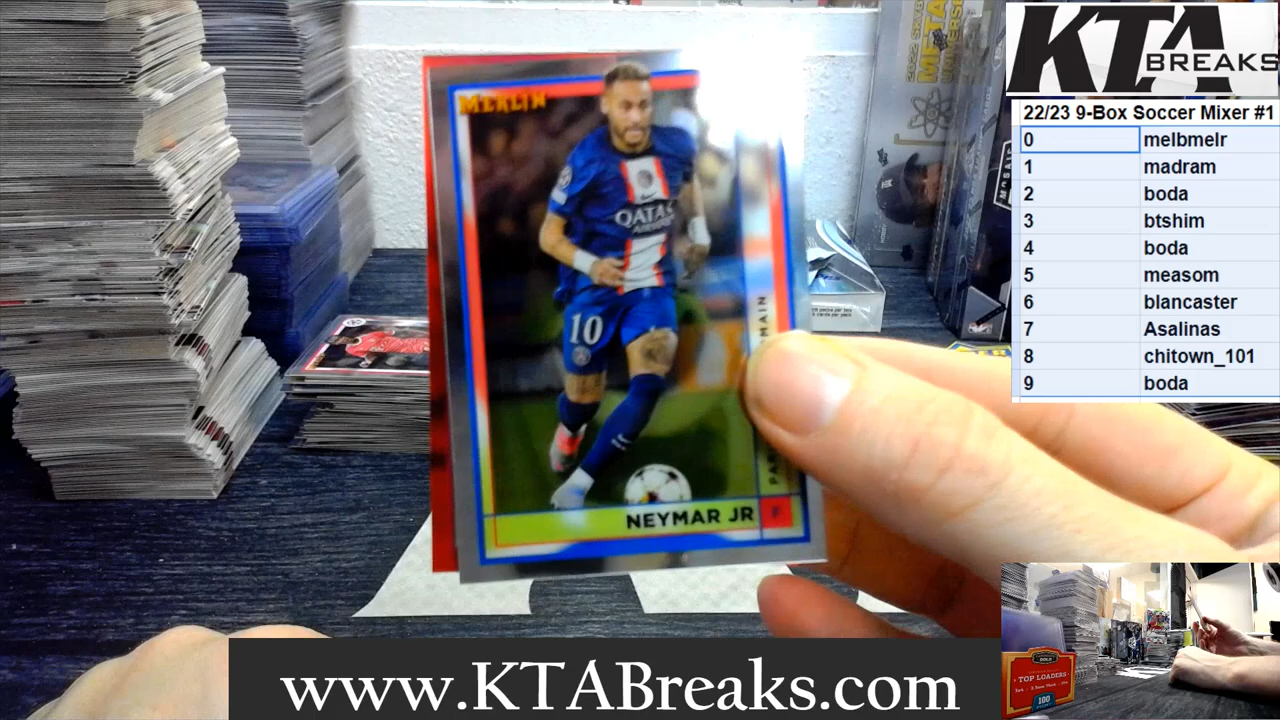 KTA
BREAKS
22/23 9-Box Soccer Mixer #1
0 melbmelr
1 madram
2 boda
3 btshim
4 boda
5 measom
6 blancaster
7 Asalinas
8 chitown_101
9 boda
MERLIN
QATAR
10
NEYMAR JR
F
TOP LOADERS
100
www.KTABreaks.com